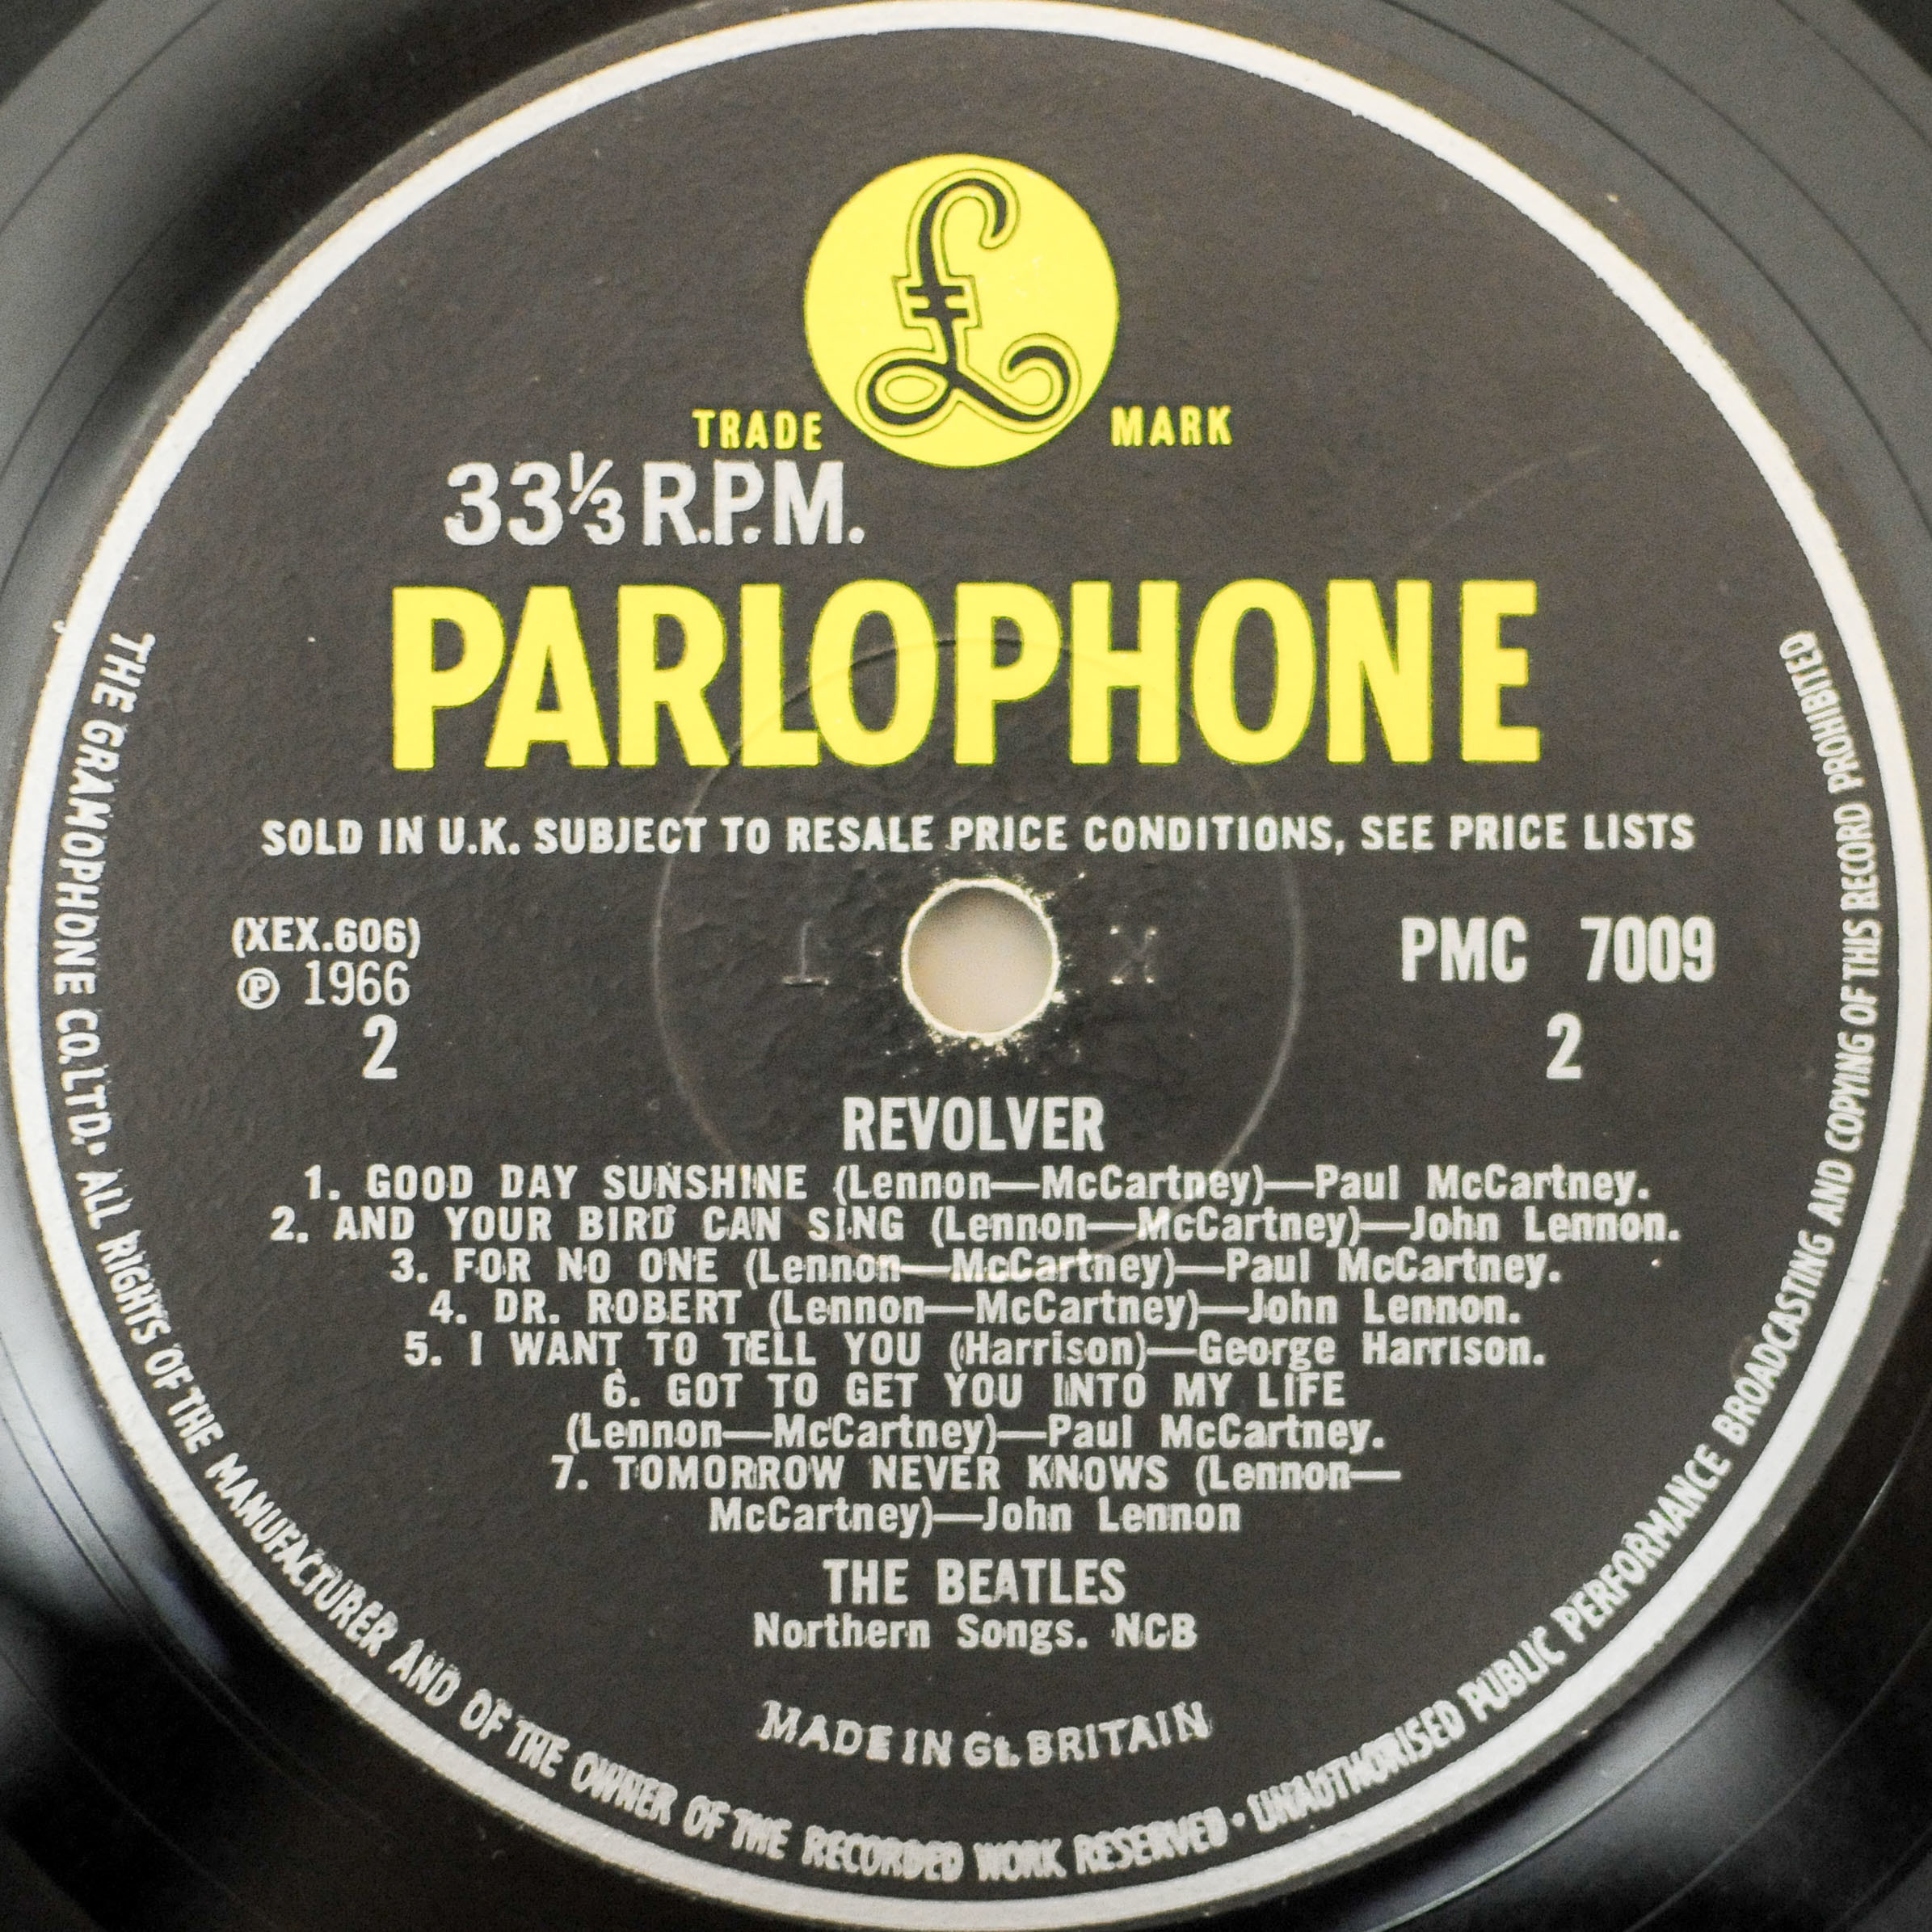 £
TRADE MARK
33⅓ R.P.M.
PARLOPHONE
SOLD IN U.K. SUBJECT TO RESALE PRICE CONDITIONS, SEE PRICE LISTS
(XEX.606)
℗ 1966
2
PMC 7009
2
REVOLVER
1. GOOD DAY SUNSHINE (Lennon—McCartney)—Paul McCartney.
2. AND YOUR BIRD CAN SING (Lennon—McCartney)—John Lennon.
3. FOR NO ONE (Lennon—McCartney)—Paul McCartney.
4. DR. ROBERT (Lennon—McCartney)—John Lennon.
5. I WANT TO TELL YOU (Harrison)—George Harrison.
6. GOT TO GET YOU INTO MY LIFE
(Lennon—McCartney)—Paul McCartney.
7. TOMORROW NEVER KNOWS (Lennon—
McCartney)—John Lennon
THE BEATLES
Northern Songs. NCB
MADE IN Gt. BRITAIN
THE GRAMOPHONE CO. LTD. • ALL RIGHTS OF THE MANUFACTURER AND OF THE OWNER OF THE RECORDED WORK RESERVED • UNAUTHORISED PUBLIC PERFORMANCE BROADCASTING AND COPYING OF THIS RECORD PROHIBITED